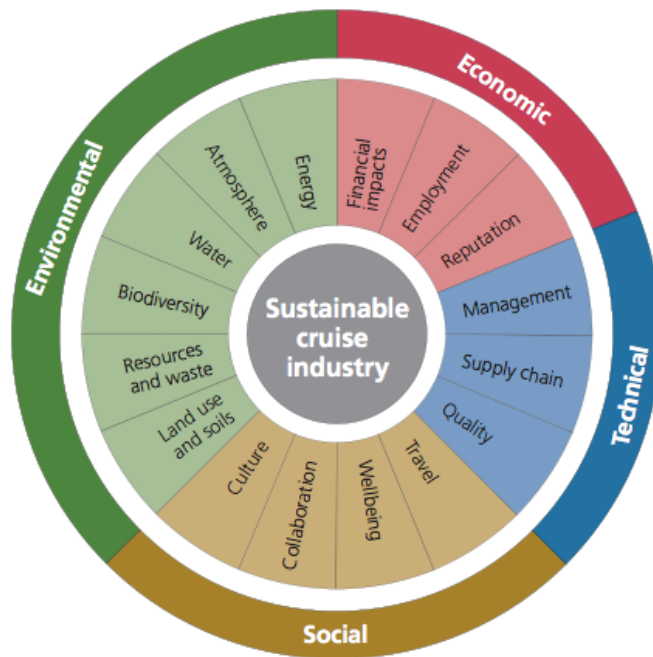 Sustainable
cruise
industry
Economic
Financial
impacts
Employment
Reputation
Technical
Management
Supply chain
Quality
Social
Travel
Wellbeing
Collaboration
Culture
Environmental
Land use
and soils
Resources
and waste
Biodiversity
Water
Atmosphere
Energy